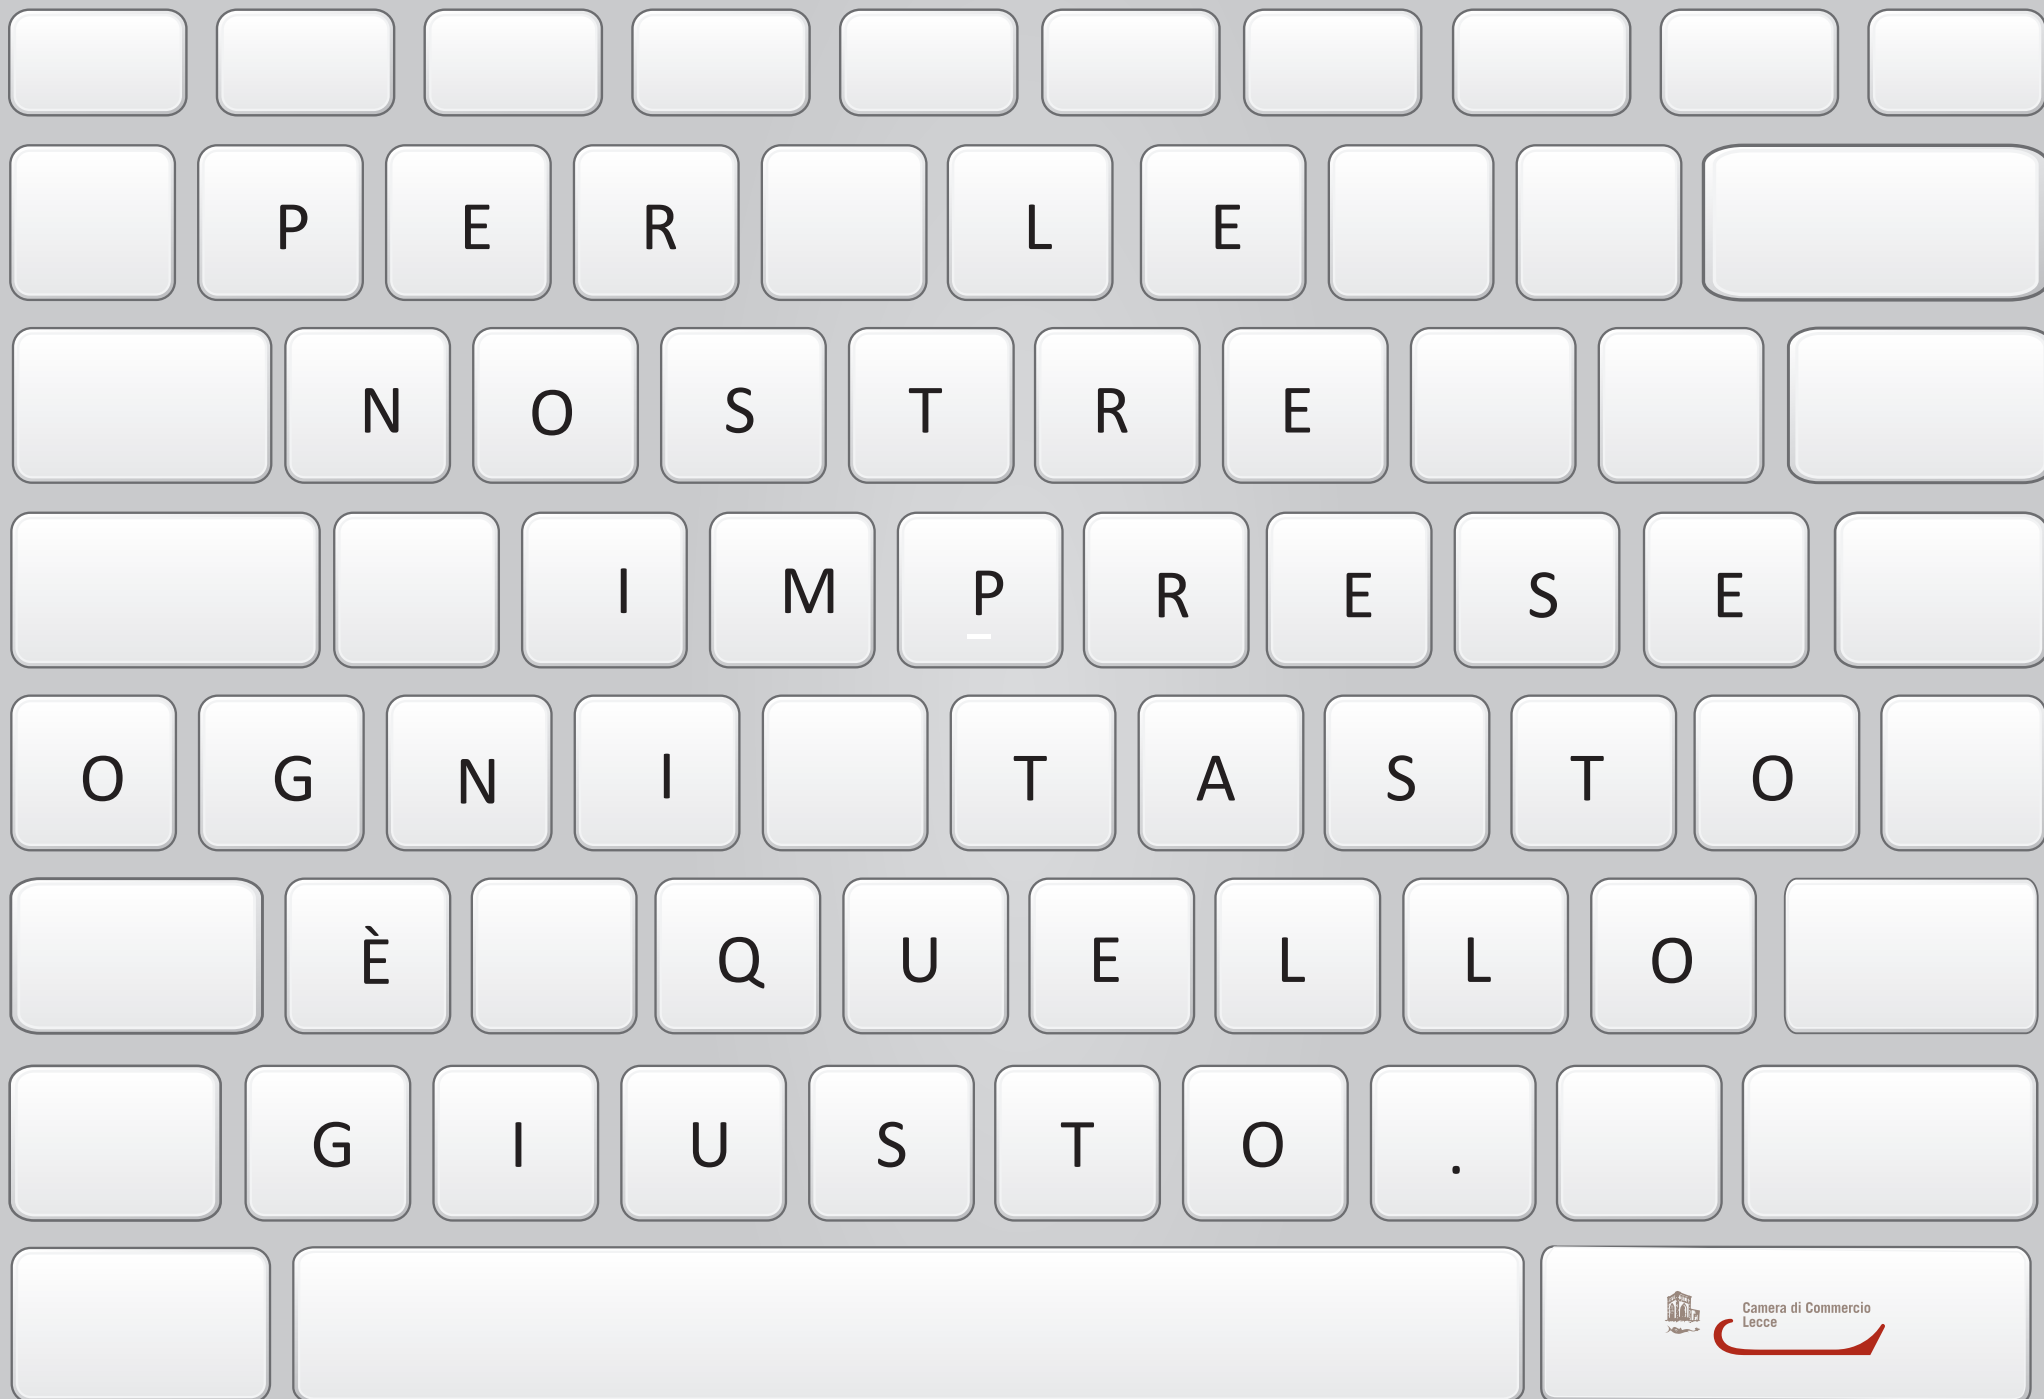 PER LE
NOSTRE
IMPRESE
OGNI TASTO
È QUELLO
GIUSTO.
Camera di Commercio
Lecce